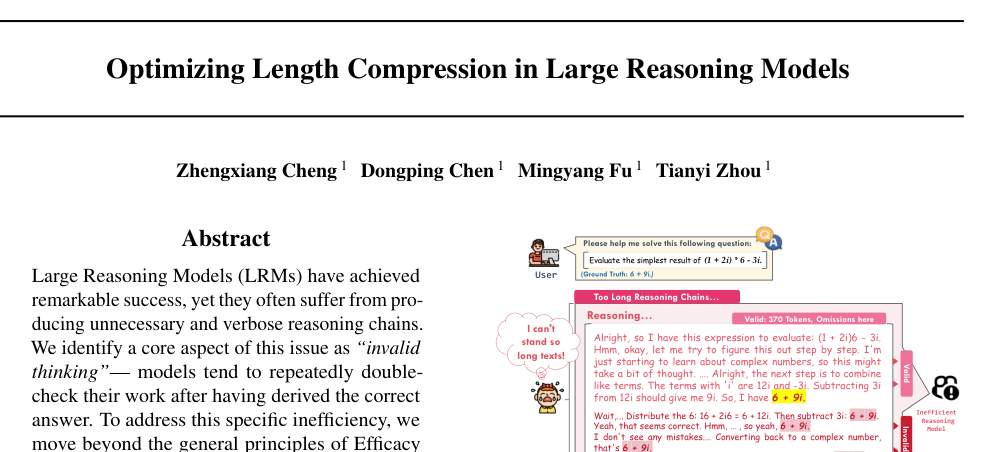 Optimizing Length Compression in Large Reasoning Models
Zhengxiang Cheng 1 Dongping Chen 1 Mingyang Fu 1 Tianyi Zhou 1
Abstract
Large Reasoning Models (LRMs) have achieved
remarkable success, yet they often suffer from pro-
ducing unnecessary and verbose reasoning chains.
We identify a core aspect of this issue as “invalid
thinking”— models tend to repeatedly double-
check their work after having derived the correct
answer. To address this specific inefficiency, we
move beyond the general principles of Efficacy
User
Please help me solve this following question:
Q A
Evaluate the simplest result of (1 + 2i) * 6 - 3i.
(Ground Truth: 6 + 9i.)
Too Long Reasoning Chains...
I can't
stand so
long texts!
Reasoning...
Valid: 370 Tokens, Omissions here
Alright, so I have this expression to evaluate: (1 + 2i)6 - 3i.
Hmm, okay, let me try to figure this out step by step. I'm
just starting to learn about complex numbers, so this might
take a bit of thought. .... Alright, the next step is to combine
like terms. The terms with 'i' are 12i and -3i. Subtracting 3i
from 12i should give me 9i. So, I have 6 + 9i.
Wait,... Distribute the 6: 16 + 2i6 = 6 + 12i. Then subtract 3i: 6 + 9i.
Yeah, that seems correct. Hmm, ... , so yeah, 6 + 9i.
I don't see any mistakes.... Converting back to a complex number,
that's 6 + 9i.
Valid
Invalid
Inefficient
Reasoning
Model